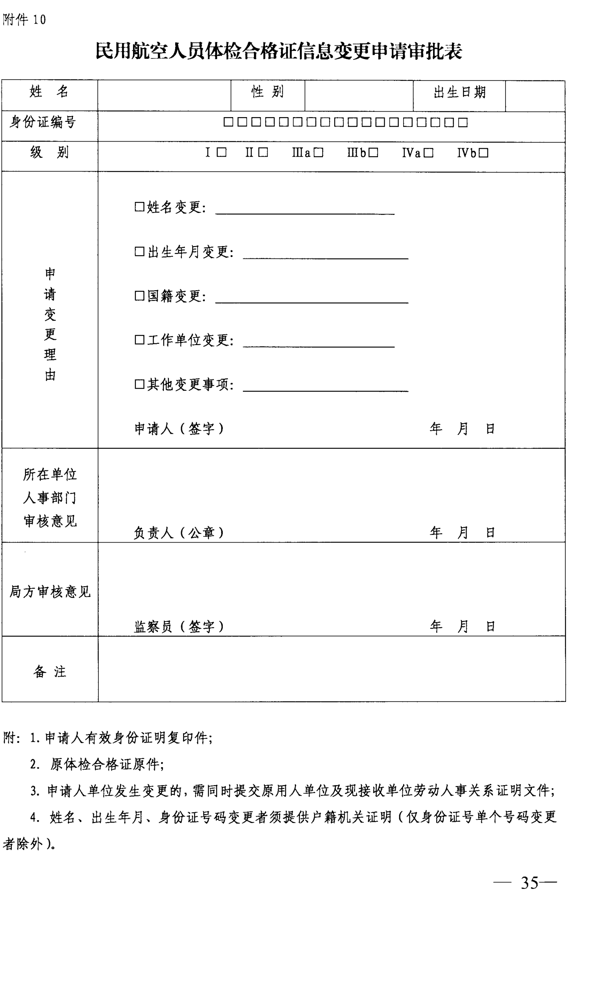 附件 10
民用航空人员体检合格证信息变更申请审批表
姓 名 性 别 出生日期
身份证编号 □□□□□□□□□□□□□□□□□□
级 别 Ⅰ□ Ⅱ□ Ⅲa□ Ⅲb□ Ⅳa□ Ⅳb□
申请变更理由
□姓名变更:
□出生年月变更:
□国籍变更:
□工作单位变更:
□其他变更事项:
申请人（签字） 年 月 日
所在单位
人事部门
审核意见
负责人（公章） 年 月 日
局方审核意见
监察员（签字） 年 月 日
备 注
附: 1. 申请人有效身份证明复印件;
2. 原体检合格证原件;
3. 申请人单位发生变更的, 需同时提交原用人单位及现接收单位劳动人事关系证明文件;
4. 姓名、出生年月、身份证号码变更者须提供户籍机关证明（仅身份证号单个号码变更
者除外）。
— 35—